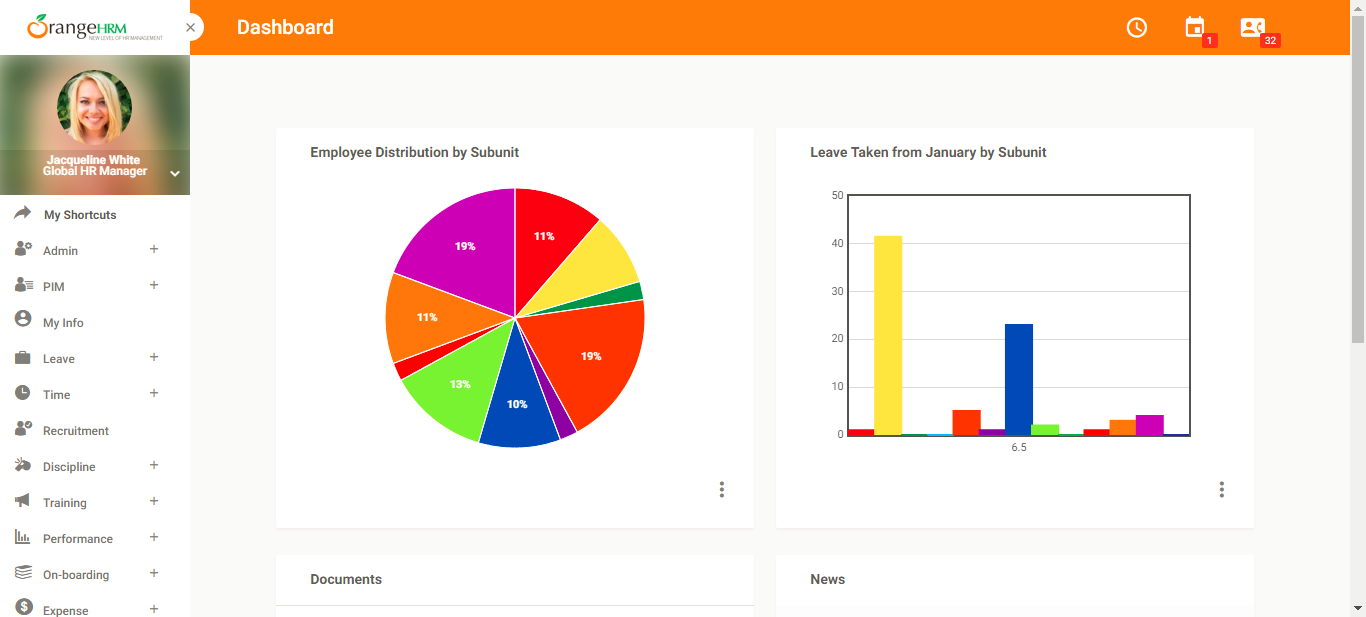 OrangeHRM
NEW LEVEL OF HR MANAGEMENT
Dashboard
1
32
Jacqueline White
Global HR Manager
My Shortcuts
Admin
PIM
My Info
Leave
Time
Recruitment
Discipline
Training
Performance
On-boarding
Expense
Employee Distribution by Subunit
19%
11%
11%
19%
13%
10%
Leave Taken from January by Subunit
50
40
30
20
10
0
6.5
Documents
News